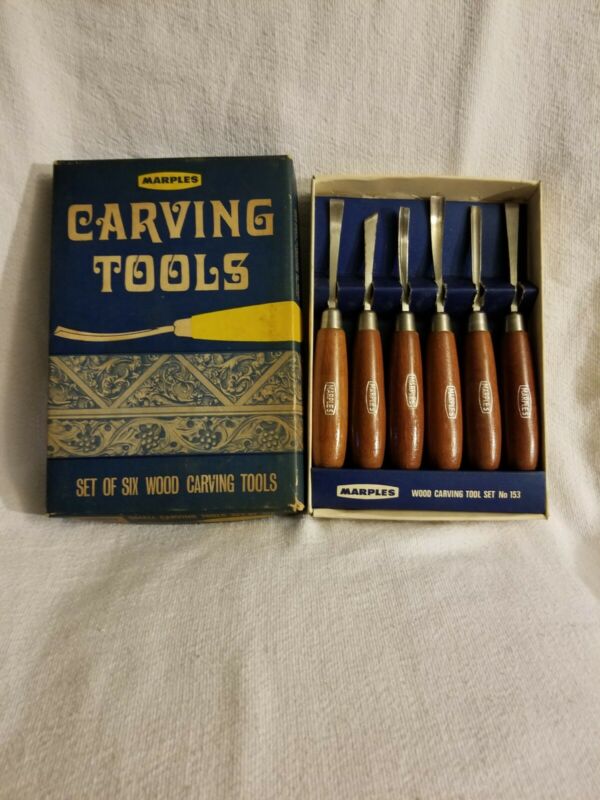 MARPLES
CARVING
TOOLS
SET OF SIX WOOD CARVING TOOLS
MARPLES
MARPLES
MARPLES
MARPLES
MARPLES
MARPLES
MARPLES WOOD CARVING TOOL SET No 153